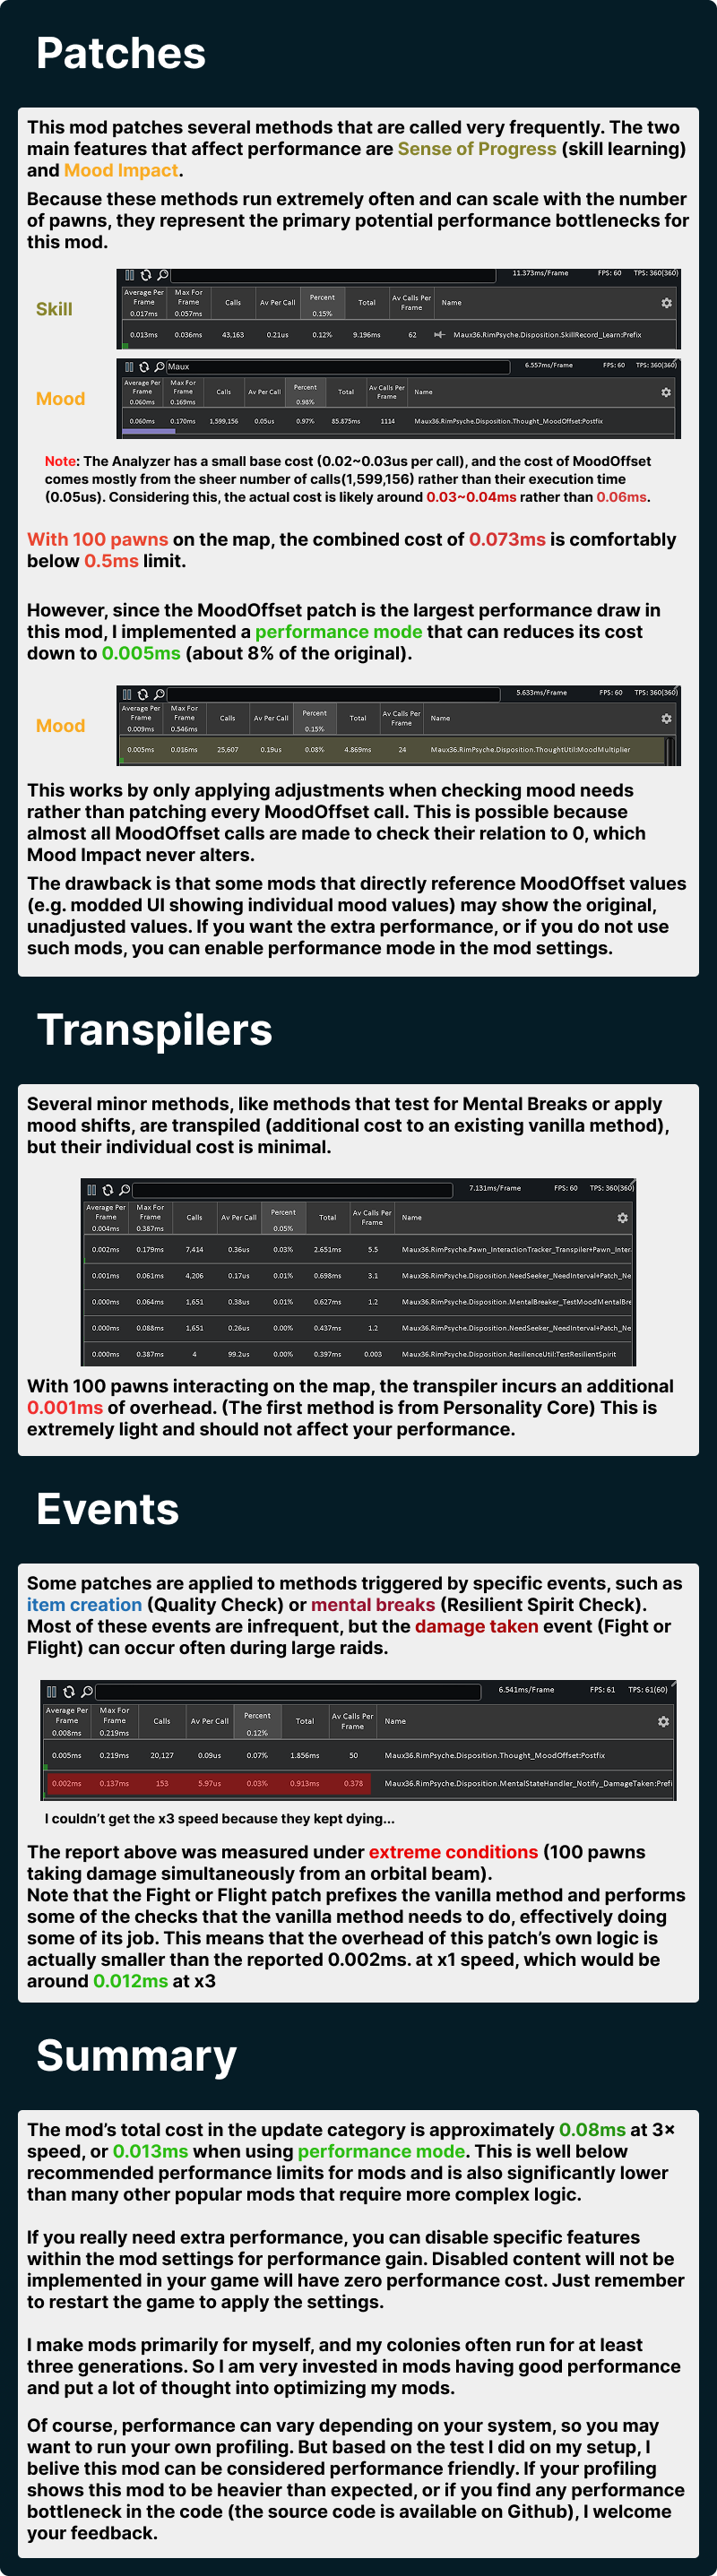 Patches
This mod patches several methods that are called very frequently. The two
main features that affect performance are Sense of Progress (skill learning)
and Mood Impact.
Because these methods run extremely often and can scale with the number
of pawns, they represent the primary potential performance bottlenecks for
this mod.
Skill
11.373ms/Frame FPS: 60 TPS: 360(360)
Average Per Frame 0.017ms Max For Frame 0.057ms Calls Av Per Call Percent 0.15% Total Av Calls Per Frame Name
0.013ms 0.036ms 43,163 0.21us 0.12% 9.196ms 62 Maux36.RimPsyche.Disposition.SkillRecord_Learn:Prefix
Mood
Maux 6.557ms/Frame FPS: 60 TPS: 360(360)
Average Per Frame 0.060ms Max For Frame 0.169ms Calls Av Per Call Percent 0.98% Total Av Calls Per Frame Name
0.060ms 0.170ms 1,599,156 0.05us 0.97% 85.875ms 1114 Maux36.RimPsyche.Disposition.Thought_MoodOffset:Postfix
Note: The Analyzer has a small base cost (0.02~0.03us per call), and the cost of MoodOffset
comes mostly from the sheer number of calls(1,599,156) rather than their execution time
(0.05us). Considering this, the actual cost is likely around 0.03~0.04ms rather than 0.06ms.
With 100 pawns on the map, the combined cost of 0.073ms is comfortably
below 0.5ms limit.
However, since the MoodOffset patch is the largest performance draw in
this mod, I implemented a performance mode that can reduces its cost
down to 0.005ms (about 8% of the original).
Mood
5.633ms/Frame FPS: 60 TPS: 360(360)
Average Per Frame 0.009ms Max For Frame 0.546ms Calls Av Per Call Percent 0.15% Total Av Calls Per Frame Name
0.005ms 0.016ms 25,607 0.19us 0.08% 4.869ms 24 Maux36.RimPsyche.Disposition.ThoughtUtil:MoodMultiplier
This works by only applying adjustments when checking mood needs
rather than patching every MoodOffset call. This is possible because
almost all MoodOffset calls are made to check their relation to 0, which
Mood Impact never alters.
The drawback is that some mods that directly reference MoodOffset values
(e.g. modded UI showing individual mood values) may show the original,
unadjusted values. If you want the extra performance, or if you do not use
such mods, you can enable performance mode in the mod settings.
Transpilers
Several minor methods, like methods that test for Mental Breaks or apply
mood shifts, are transpiled (additional cost to an existing vanilla method),
but their individual cost is minimal.
7.131ms/Frame FPS: 60 TPS: 360(360)
Average Per Frame 0.004ms Max For Frame 0.387ms Calls Av Per Call Percent 0.05% Total Av Calls Per Frame Name
0.002ms 0.179ms 7,414 0.36us 0.03% 2.651ms 5.5 Maux36.RimPsyche.Pawn_InteractionTracker_Transpiler+Pawn_Inter
0.001ms 0.061ms 4,206 0.17us 0.01% 0.698ms 3.1 Maux36.RimPsyche.Disposition.NeedSeeker_NeedInterval+Patch_Ne
0.000ms 0.064ms 1,651 0.38us 0.01% 0.627ms 1.2 Maux36.RimPsyche.Disposition.MentalBreaker_TestMoodMentalBre
0.000ms 0.088ms 1,651 0.26us 0.00% 0.437ms 1.2 Maux36.RimPsyche.Disposition.NeedSeeker_NeedInterval+Patch_Ne
0.000ms 0.387ms 4 99.2us 0.00% 0.397ms 0.003 Maux36.RimPsyche.Disposition.ResilienceUtil:TestResilientSpirit
With 100 pawns interacting on the map, the transpiler incurs an additional
0.001ms of overhead. (The first method is from Personality Core) This is
extremely light and should not affect your performance.
Events
Some patches are applied to methods triggered by specific events, such as
item creation (Quality Check) or mental breaks (Resilient Spirit Check).
Most of these events are infrequent, but the damage taken event (Fight or
Flight) can occur often during large raids.
6.541ms/Frame FPS: 61 TPS: 61(60)
Average Per Frame 0.008ms Max For Frame 0.219ms Calls Av Per Call Percent 0.12% Total Av Calls Per Frame Name
0.005ms 0.219ms 20,127 0.09us 0.07% 1.856ms 50 Maux36.RimPsyche.Disposition.Thought_MoodOffset:Postfix
0.002ms 0.137ms 153 5.97us 0.03% 0.913ms 0.378 Maux36.RimPsyche.Disposition.MentalStateHandler_Notify_DamageTaken:Prefi
I couldn't get the x3 speed because they kept dying...
The report above was measured under extreme conditions (100 pawns
taking damage simultaneously from an orbital beam).
Note that the Fight or Flight patch prefixes the vanilla method and performs
some of the checks that the vanilla method needs to do, effectively doing
some of its job. This means that the overhead of this patch's own logic is
actually smaller than the reported 0.002ms. at x1 speed, which would be
around 0.012ms at x3
Summary
The mod's total cost in the update category is approximately 0.08ms at 3×
speed, or 0.013ms when using performance mode. This is well below
recommended performance limits for mods and is also significantly lower
than many other popular mods that require more complex logic.
If you really need extra performance, you can disable specific features
within the mod settings for performance gain. Disabled content will not be
implemented in your game will have zero performance cost. Just remember
to restart the game to apply the settings.
I make mods primarily for myself, and my colonies often run for at least
three generations. So I am very invested in mods having good performance
and put a lot of thought into optimizing my mods.
Of course, performance can vary depending on your system, so you may
want to run your own profiling. But based on the test I did on my setup, I
belive this mod can be considered performance friendly. If your profiling
shows this mod to be heavier than expected, or if you find any performance
bottleneck in the code (the source code is available on Github), I welcome
your feedback.